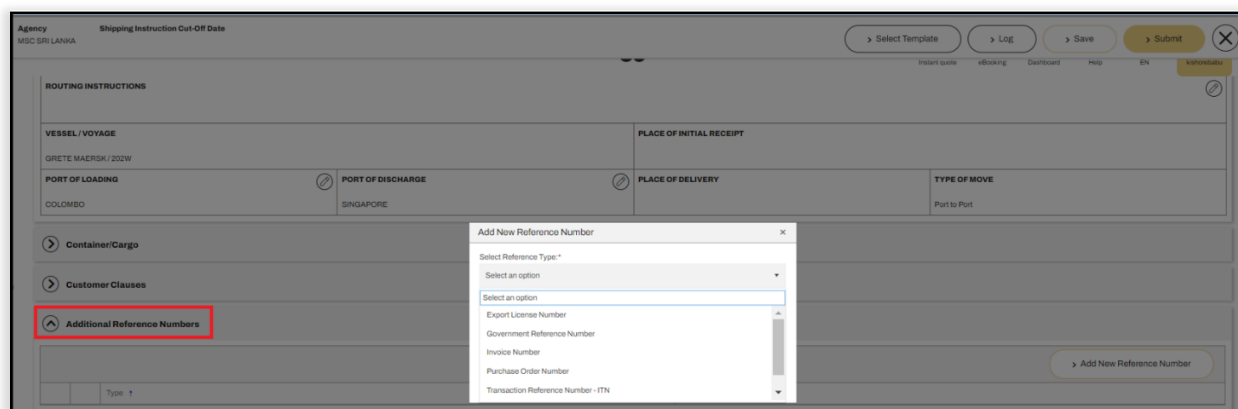 Agency Shipping Instruction Cut-Off Date
MSC SRI LANKA
Select Template Log Save Submit
Instant quote eBooking Dashboard Help EN kishorebabu
ROUTING INSTRUCTIONS
VESSEL / VOYAGE PLACE OF INITIAL RECEIPT
GRETE MAERSK / 202W
PORT OF LOADING PORT OF DISCHARGE PLACE OF DELIVERY TYPE OF MOVE
COLOMBO SINGAPORE Port to Port
Container/Cargo
Customer Clauses
Additional Reference Numbers
Add New Reference Number
Type ↑
Add New Reference Number ×
Select Reference Type:*
Select an option
Select an option
Export License Number
Government Reference Number
Invoice Number
Purchase Order Number
Transaction Reference Number - ITN